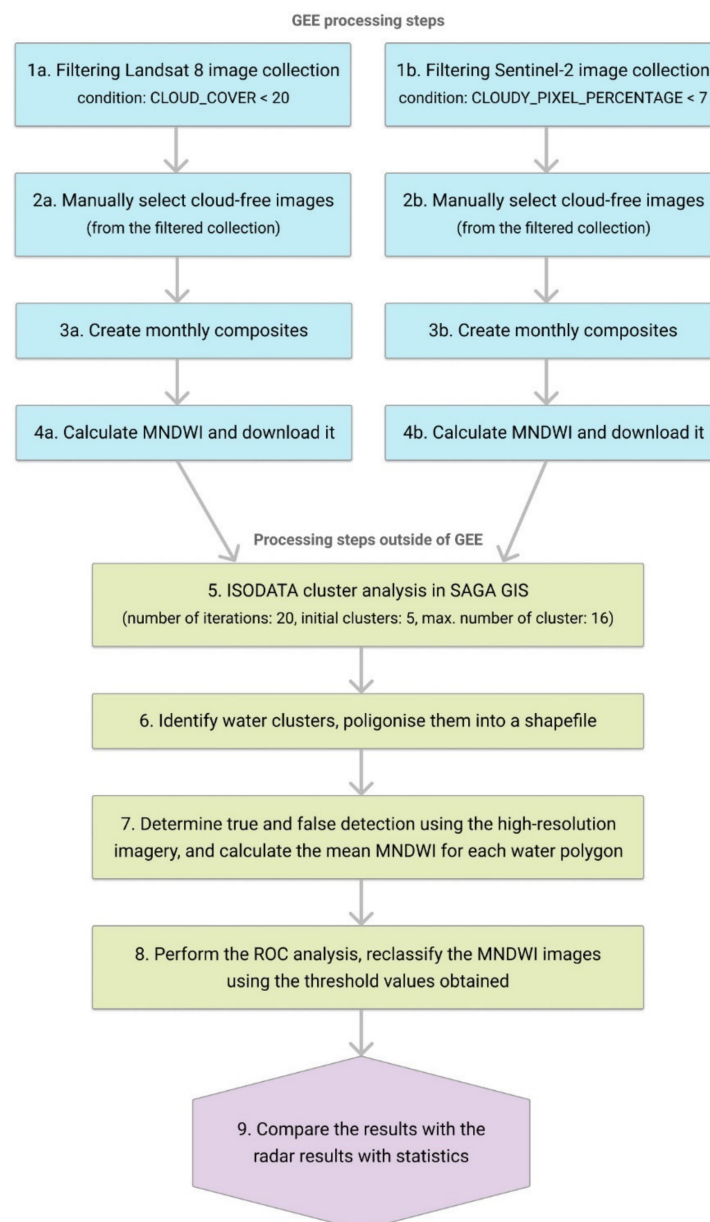 GEE processing steps
1a. Filtering Landsat 8 image collection
condition: CLOUD_COVER < 20
1b. Filtering Sentinel-2 image collection
condition: CLOUDY_PIXEL_PERCENTAGE < 7
2a. Manually select cloud-free images
(from the filtered collection)
2b. Manually select cloud-free images
(from the filtered collection)
3a. Create monthly composites
3b. Create monthly composites
4a. Calculate MNDWI and download it
4b. Calculate MNDWI and download it
Processing steps outside of GEE
5. ISODATA cluster analysis in SAGA GIS
(number of iterations: 20, initial clusters: 5, max. number of cluster: 16)
6. Identify water clusters, poligonise them into a shapefile
7. Determine true and false detection using the high-resolution
imagery, and calculate the mean MNDWI for each water polygon
8. Perform the ROC analysis, reclassify the MNDWI images
using the threshold values obtained
9. Compare the results with the
radar results with statistics